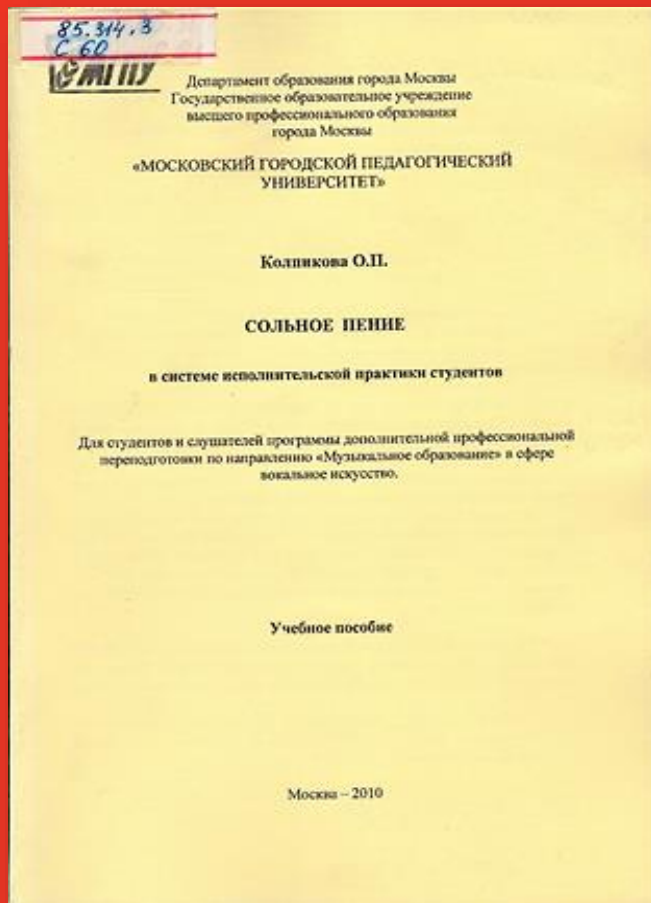 85.314.3
С 60
МГПУ
Департамент образования города Москвы
Государственное образовательное учреждение
высшего профессионального образования
города Москвы
«МОСКОВСКИЙ ГОРОДСКОЙ ПЕДАГОГИЧЕСКИЙ
УНИВЕРСИТЕТ»
Колпикова О.П.
СОЛЬНОЕ ПЕНИЕ
в системе исполнительской практики студентов
Для студентов и слушателей программы дополнительной профессиональной
переподготовки по направлению «Музыкальное образование» в сфере
вокальное искусство.
Учебное пособие
Москва – 2010